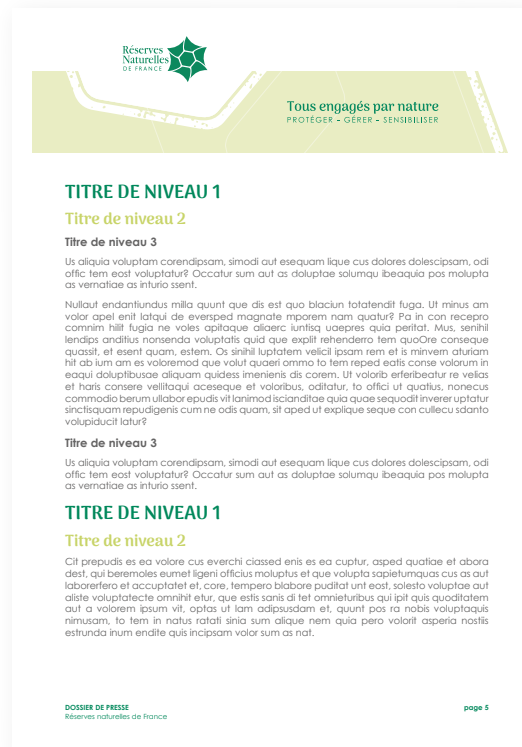 Réserves
Naturelles
DE FRANCE
Tous engagés par nature
PROTÉGER - GÉRER - SENSIBILISER
TITRE DE NIVEAU 1
Titre de niveau 2
Titre de niveau 3
Us aliquia voluptam corendipsam, simodi aut esequam lique cus dolores dolescipsam, odi
offic tem eost voluptatur? Occatur sum aut as doluptae solumqu ibeaquia pos molupta
as vernatiae as inturio ssent.
Nullaut endantiundus milla qunt que dis est quo blaciun totatendit fuga. Ut minus am
volor apel enit latqui de eversped magnate mporem nam quatur? Pa in con recepro
comnim hilit fugia ne voles apitaque aliaerc iuntisq uaepres quia peritat. Mus, senihil
lendips anditius nonsenda voluptatis quid que explit rehenderro tem quoOre conseque
quassit, et esent quam, estem. Os sinihil luptatem velicil ipsam rem et is minvern aturiam
hit ab ium am es voloremod que volut quaeri ommo to tem reped eatis conse volorum in
eaqui doluptibusae aliquam quidess imienienis dis corem. Ut volorib erferibeatur re velias
et haris consere vellitaqui aceseque et voloribus, oditatur, to offici ut quatius, nonecus
commodio berum ullabor epudis vit lanimod iscianditae quia quae sequodit inverer uptatur
sinctisquam repudigenis cum ne odis quam, sit aped ut explique seque con cullecu sdanto
volupiducit latur?
Titre de niveau 3
Us aliquia voluptam corendipsam, simodi aut esequam lique cus dolores dolescipsam, odi
offic tem eost voluptatur? Occatur sum aut as doluptae solumqu ibeaquia pos molupta
as vernatiae as inturio ssent.
TITRE DE NIVEAU 1
Titre de niveau 2
Cit prepudis es ea volore cus everchi ciassed enis es ea cuptur, asped quatiae et abora
dest, qui beremoles eumet ligeni officius moluptus et que volupta sapietumquas cus as aut
laborerfero et accuptatet et, core, tempero blabore puditat unt eost, solesto voluptae aut
aliste voluptatecte omnihit etur, que estis sanis di tet omnieturibus qui ipit quis quoditatem
aut a volorem ipsum vit, optas ut lam adipsusdam et, quunt pos ra nobis voluptaquis
nimusam, to tem in natus ratati sinia sum alique nem quia pero volorit asperia nostiis
estrunda inum endite quis incipsam volor sum as nat.
DOSSIER DE PRESSE
Réserves naturelles de France
page 5